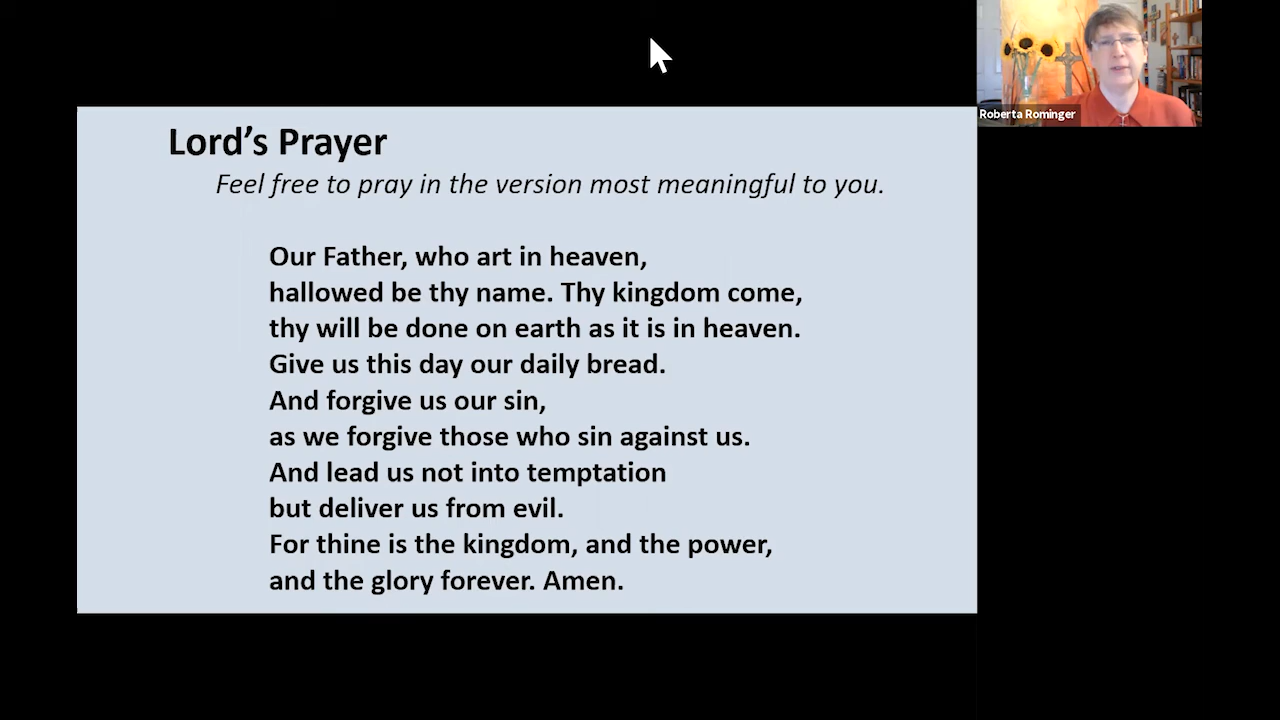 Roberta Rominger
Lord's Prayer
Feel free to pray in the version most meaningful to you.
Our Father, who art in heaven,
hallowed be thy name. Thy kingdom come,
thy will be done on earth as it is in heaven.
Give us this day our daily bread.
And forgive us our sin,
as we forgive those who sin against us.
And lead us not into temptation
but deliver us from evil.
For thine is the kingdom, and the power,
and the glory forever. Amen.